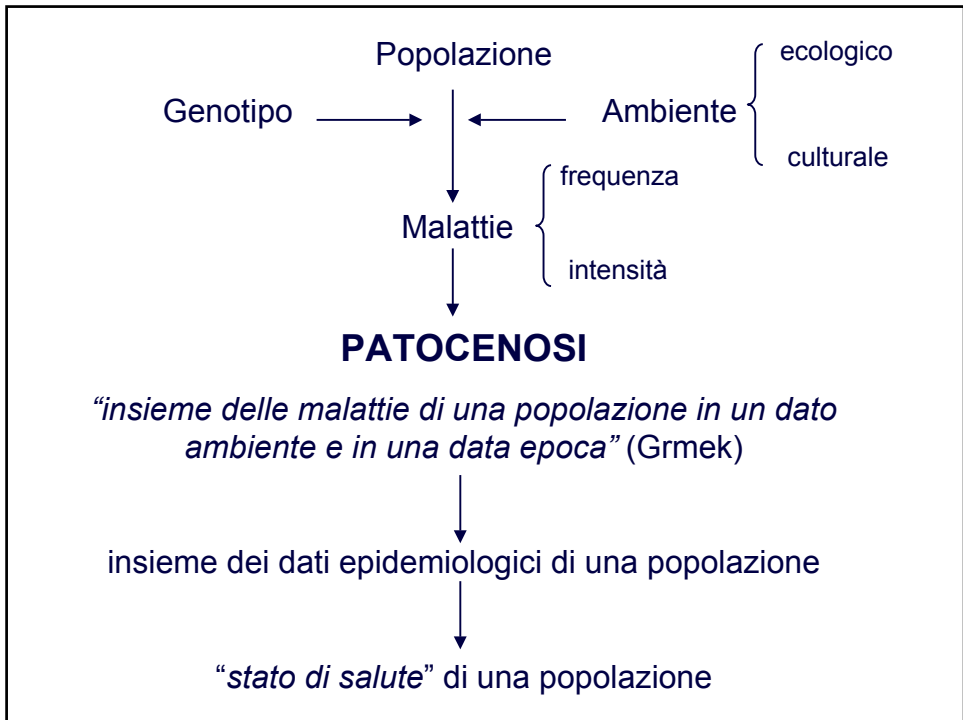 Popolazione
ecologico
Genotipo
Ambiente
culturale
frequenza
Malattie
intensità
PATOCENOSI
“insieme delle malattie di una popolazione in un dato
ambiente e in una data epoca” (Grmek)
insieme dei dati epidemiologici di una popolazione
“stato di salute” di una popolazione